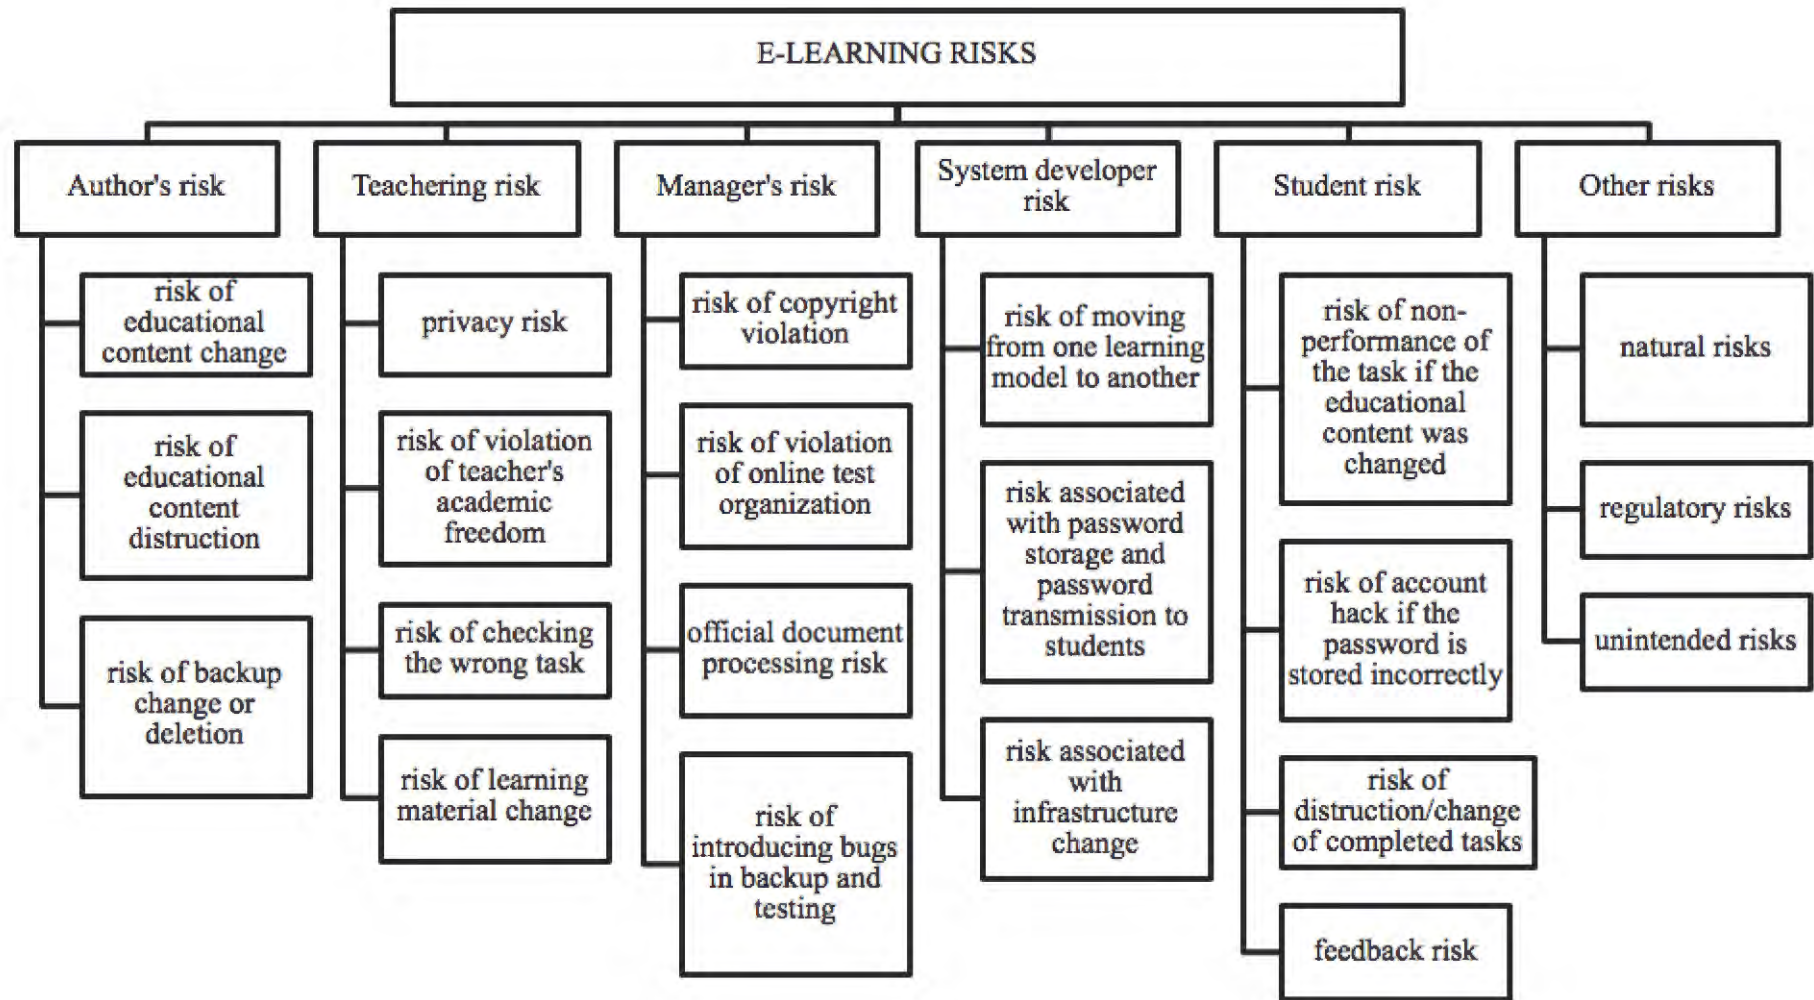 E-LEARNING RISKS
Author's risk
risk of
educational
content change
risk of
educational
content
distruction
risk of backup
change or
deletion
Teachering risk
privacy risk
risk of violation
of teacher's
academic
freedom
risk of checking
the wrong task
risk of learning
material change
Manager's risk
risk of copyright
violation
risk of violation
of online test
organization
official document
processing risk
risk of
introducing bugs
in backup and
testing
System developer
risk
risk of moving
from one learning
model to another
risk associated
with password
storage and
password
transmission to
students
risk associated
with
infrastructure
change
Student risk
risk of non-
performance of
the task if the
educational
content was
changed
risk of account
hack if the
password is
stored incorrectly
risk of
distruction/change
of completed tasks
feedback risk
Other risks
natural risks
regulatory risks
unintended risks